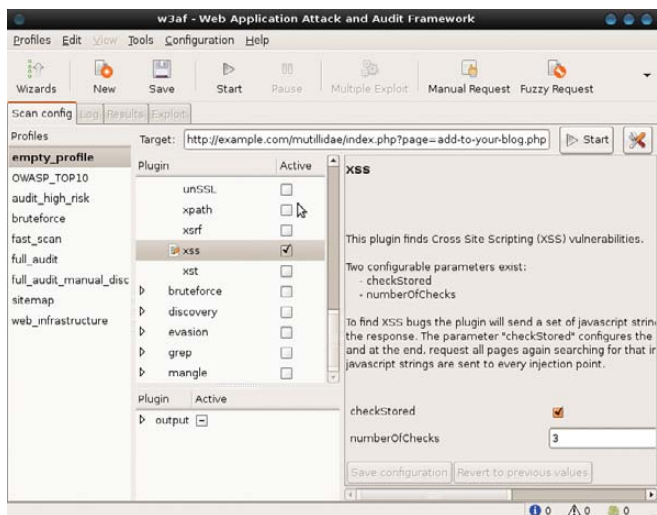 w3af - Web Application Attack and Audit Framework
Profiles Edit View Tools Configuration Help
Wizards New Save Start Pause Multiple Exploit Manual Request Fuzzy Request
Scan config Log Results Exploit
Profiles
empty_profile
OWASP_TOP10
audit_high_risk
bruteforce
fast_scan
full_audit
full_audit_manual_disc
sitemap
web_infrastructure
Target: http://example.com/mutillidae/index.php?page=add-to-your-blog.php Start
Plugin Active
unSSL
xpath
xsrf
xss
xst
bruteforce
discovery
evasion
grep
mangle
Plugin Active
output
xss
This plugin finds Cross Site Scripting (XSS) vulnerabilities.
Two configurable parameters exist:
- checkStored
- numberOfChecks
To find XSS bugs the plugin will send a set of javascript strin
the response. The parameter "checkStored" configures the
and at the end, request all pages again searching for that in
javascript strings are sent to every injection point.
checkStored
numberOfChecks 3
Save configuration Revert to previous values
0 0 0